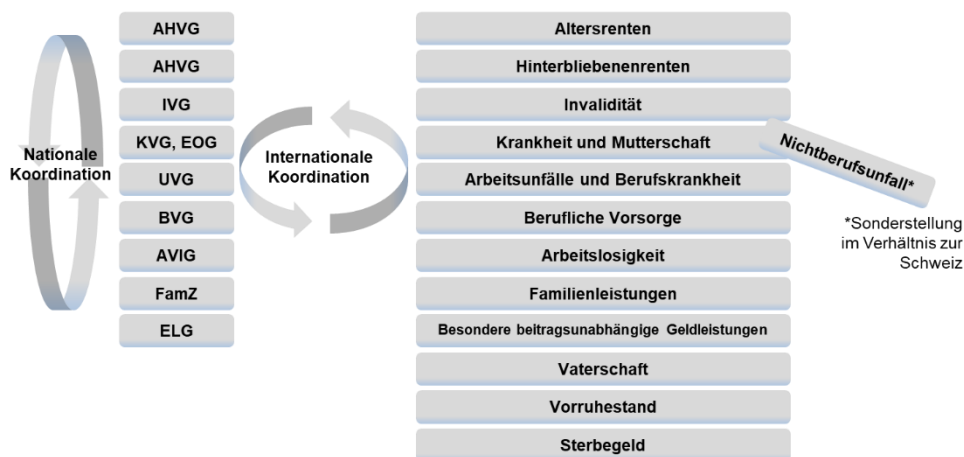 AHVG
AHVG
IVG
KVG, EOG
UVG
BVG
AVIG
FamZ
ELG
Nationale
Koordination
Internationale
Koordination
Altersrenten
Hinterbliebenenrenten
Invalidität
Krankheit und Mutterschaft
Arbeitsunfälle und Berufskrankheit
Berufliche Vorsorge
Arbeitslosigkeit
Familienleistungen
Besondere beitragsunabhängige Geldleistungen
Vaterschaft
Vorruhestand
Sterbegeld
Nichtberufsunfall*
*Sonderstellung
im Verhältnis zur
Schweiz